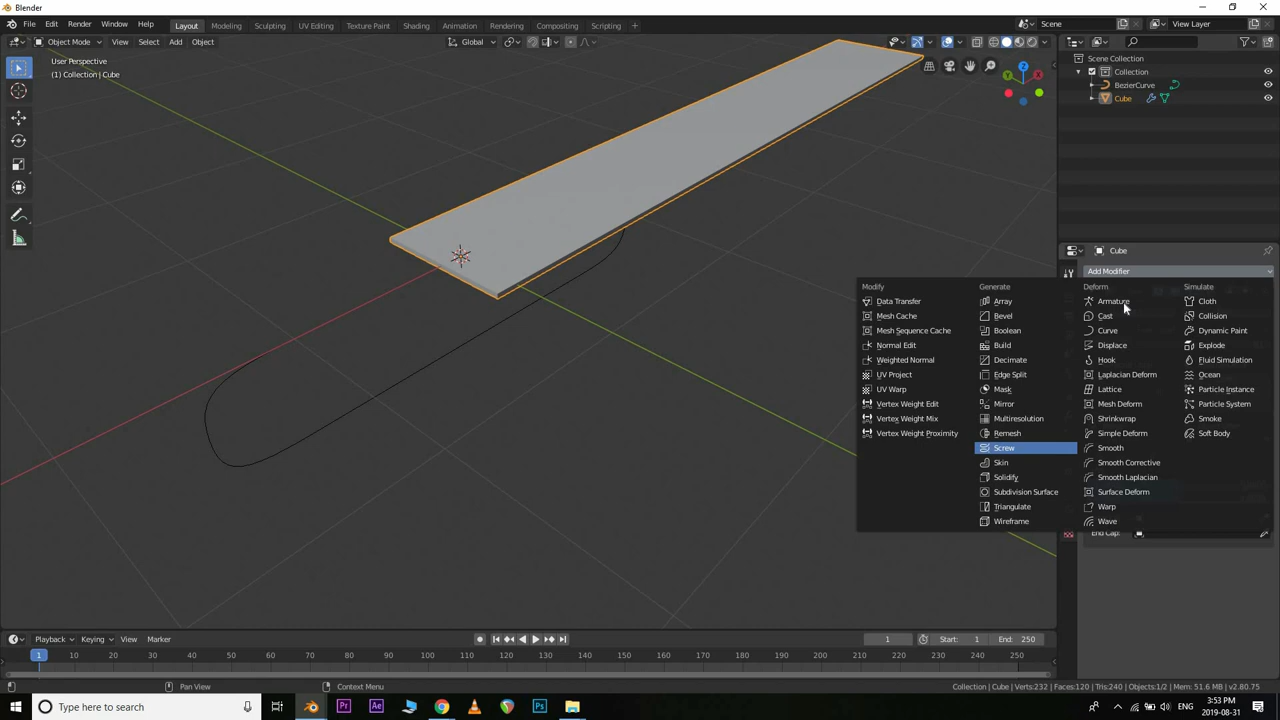 Blender
File Edit Render Window Help
Layout Modeling Sculpting UV Editing Texture Paint Shading Animation Rendering Compositing Scripting
Scene
View Layer
Object Mode View Select Add Object
Global
User Perspective
(1) Collection | Cube
Z
Y
X
Scene Collection
Collection
BezierCurve
Cube
Cube
Add Modifier
Modify Generate Deform Simulate
Data Transfer Array Armature Cloth
Mesh Cache Bevel Cast Collision
Mesh Sequence Cache Boolean Curve Dynamic Paint
Normal Edit Build Displace Explode
Weighted Normal Decimate Hook Fluid Simulation
UV Project Edge Split Laplacian Deform Ocean
UV Warp Mask Lattice Particle Instance
Vertex Weight Edit Mirror Mesh Deform Particle System
Vertex Weight Mix Multiresolution Shrinkwrap Smoke
Vertex Weight Proximity Remesh Simple Deform Soft Body
Screw Smooth
Skin Smooth Corrective
Solidify Smooth Laplacian
Subdivision Surface Surface Deform
Triangulate Warp
Wireframe Wave
End Cap:
Playback Keying View Marker
1 Start: 1 End: 250
1 10 20 30 40 50 60 70 80 90 100 110 120 130 140 150 160 170 180 190 200 210 220 230 240 250
Pan View Context Menu
Collection | Cube | Verts:232 | Faces:120 | Tris:240 | Objects:1/2 | Mem: 51.6 MB | v2.80.75
Type here to search
Pr Ae Ps
3:53 PM
2019-08-31